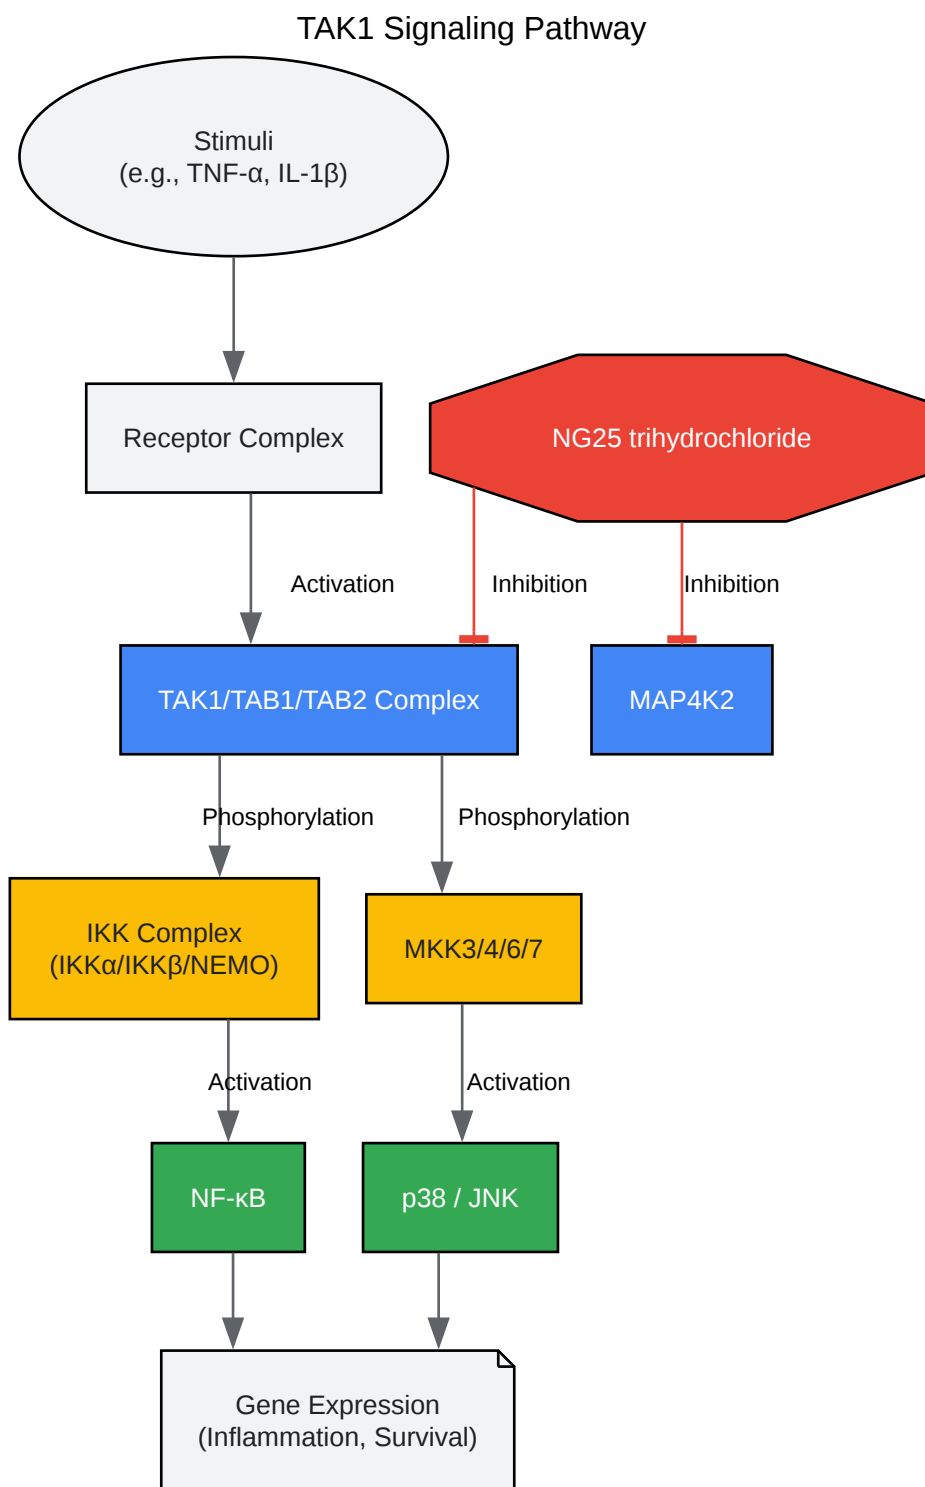 TAK1 Signaling Pathway
Stimuli
(e.g., TNF-α, IL-1β)
Receptor Complex
NG25 trihydrochloride
Activation
Inhibition
Inhibition
TAK1/TAB1/TAB2 Complex
MAP4K2
Phosphorylation
Phosphorylation
IKK Complex
(IKKα/IKKβ/NEMO)
MKK3/4/6/7
Activation
Activation
NF-κB
p38 / JNK
Gene Expression
(Inflammation, Survival)